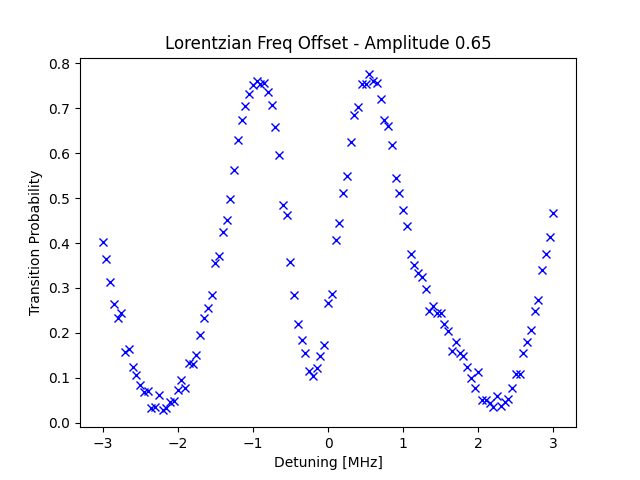 Lorentzian Freq Offset - Amplitude 0.65
0.8
0.7
0.6
0.5
0.4
0.3
0.2
0.1
0.0
Transition Probability
−3 −2 −1 0 1 2 3
Detuning [MHz]